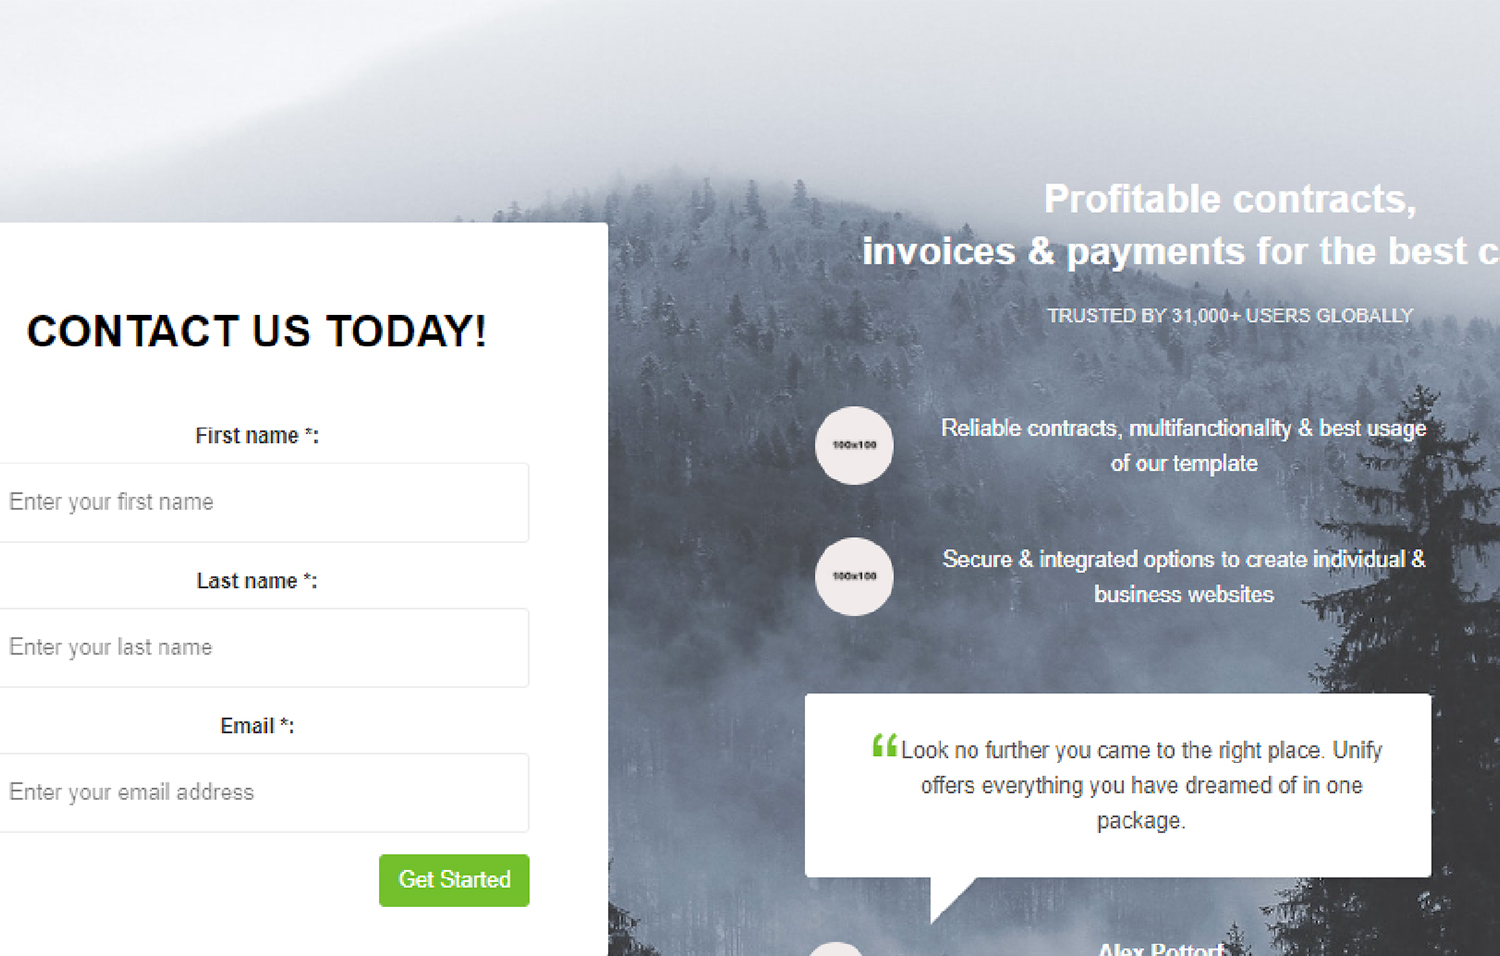 CONTACT US TODAY!
First name *:
Enter your first name
Last name *:
Enter your last name
Email *:
Enter your email address
Get Started
Profitable contracts,
invoices & payments for the best
TRUSTED BY 31,000+ USERS GLOBALLY
100x100
Reliable contracts, multifanctionality & best usage
of our template
100x100
Secure & integrated options to create individual &
business websites
“Look no further you came to the right place. Unify
offers everything you have dreamed of in one
package.
Alex Pottorf